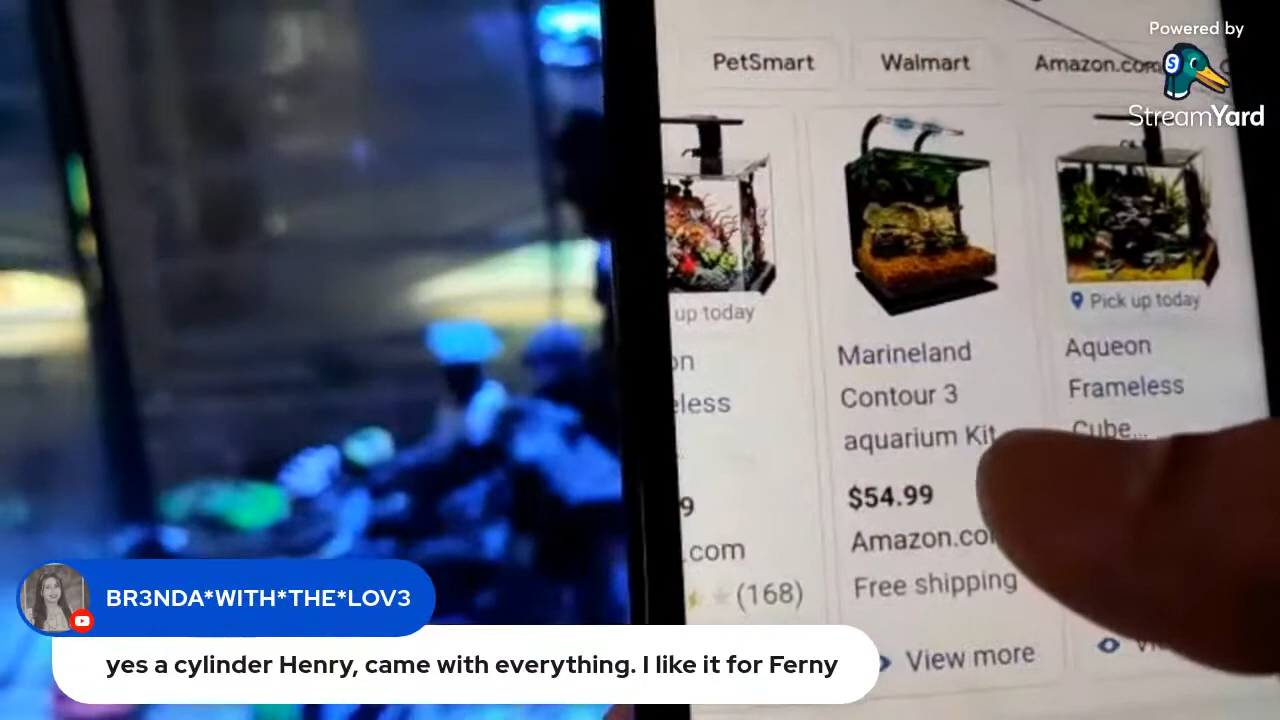 Powered by
StreamYard
PetSmart
Walmart
Amazon.com
up today
Marineland
Contour 3
aquarium Kit
$54.99
Free shipping
View more
Pick up today
Aqueon
Frameless
Cube...
.com
(168)
BR3NDA*WITH*THE*LOV3
yes a cylinder Henry, came with everything. I like it for Ferny